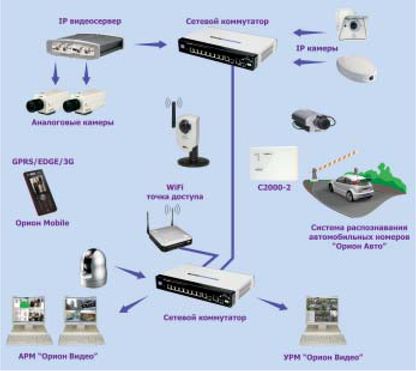 IP видеосервер
Сетевой коммутатор
IP камеры
Аналоговые камеры
GPRS/EDGE/3G
Орион Mobile
WiFi
точка доступа
С2000-2
Система распознавания
автомобильных номеров
"Орион Авто"
Сетевой коммутатор
АРМ "Орион Видео"
УРМ "Орион Видео"